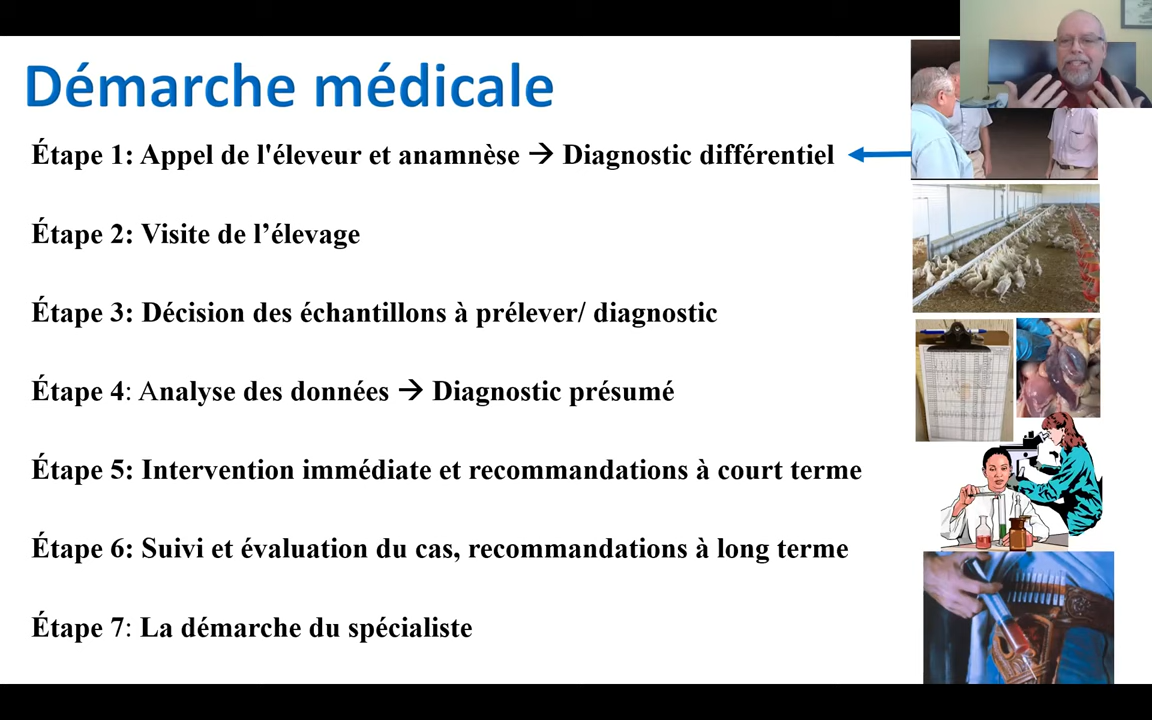 Démarche médicale
Étape 1: Appel de l'éleveur et anamnèse → Diagnostic différentiel
Étape 2: Visite de l’élevage
Étape 3: Décision des échantillons à prélever/ diagnostic
Étape 4: Analyse des données → Diagnostic présumé
Étape 5: Intervention immédiate et recommandations à court terme
Étape 6: Suivi et évaluation du cas, recommandations à long terme
Étape 7: La démarche du spécialiste